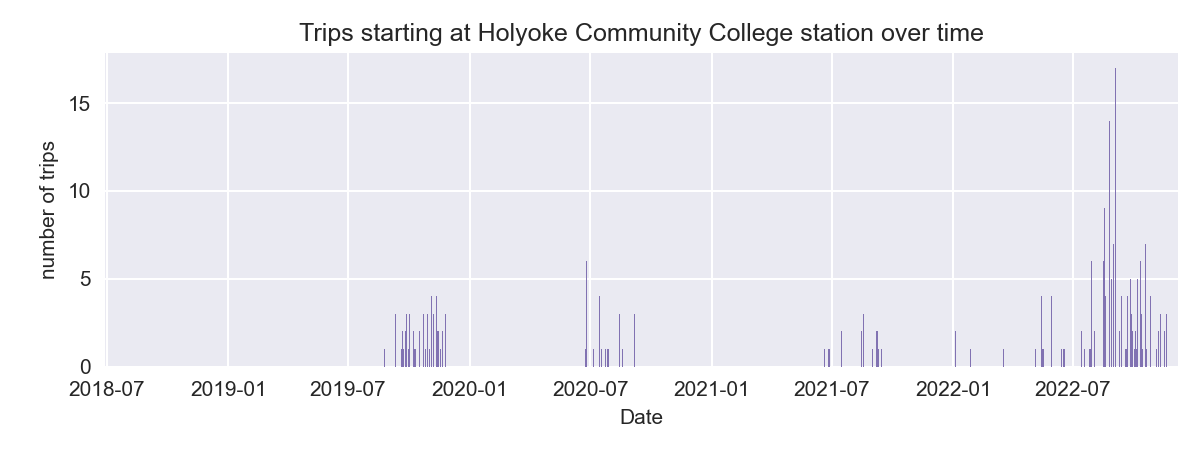 Trips starting at Holyoke Community College station over time
number of trips
15
10
5
0
2018-07 2019-01 2019-07 2020-01 2020-07 2021-01 2021-07 2022-01 2022-07
Date